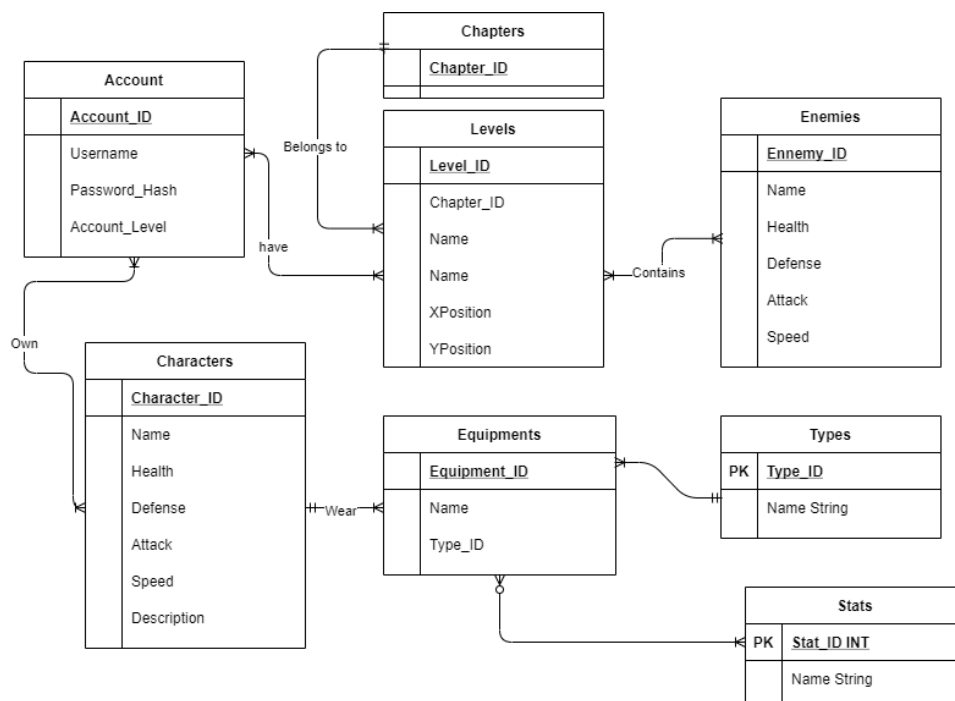 Chapters
Chapter_ID
Account
Account_ID
Username
Password_Hash
Account_Level
Belongs to
have
Levels
Level_ID
Chapter_ID
Name
Name
XPosition
YPosition
Contains
Enemies
Ennemy_ID
Name
Health
Defense
Attack
Speed
Own
Characters
Character_ID
Name
Health
Defense
Attack
Speed
Description
Wear
Equipments
Equipment_ID
Name
Type_ID
Types
PK Type_ID
Name String
Stats
PK Stat_ID INT
Name String